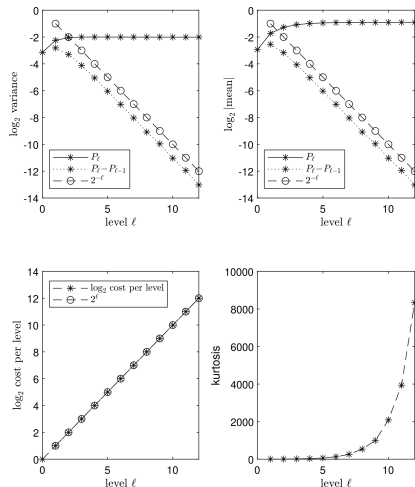 0
-2
-4
-6
-8
-10
-12
-14
log₂ variance
P_ℓ
P_ℓ−P_ℓ₋₁
2^−ℓ
0 5 10
level ℓ
0
-2
-4
-6
-8
-10
-12
-14
log₂ |mean|
P_ℓ
P_ℓ−P_ℓ₋₁
2^−ℓ
0 5 10
level ℓ
14
12
10
8
6
4
2
0
log₂ cost per level
log₂ cost per level
2^ℓ
0 5 10
level ℓ
10000
8000
6000
4000
2000
0
kurtosis
0 5 10
level ℓ